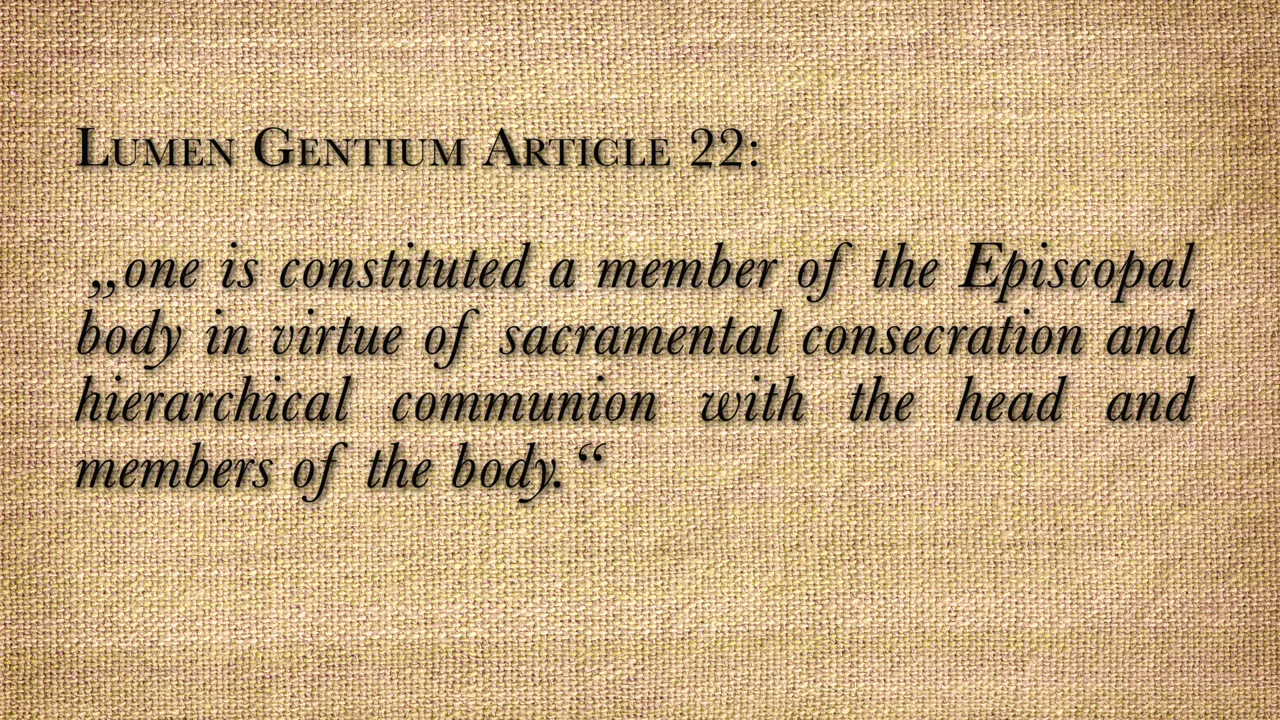 Lumen Gentium Article 22:
„one is constituted a member of the Episcopal
body in virtue of sacramental consecration and
hierarchical communion with the head and
members of the body.“